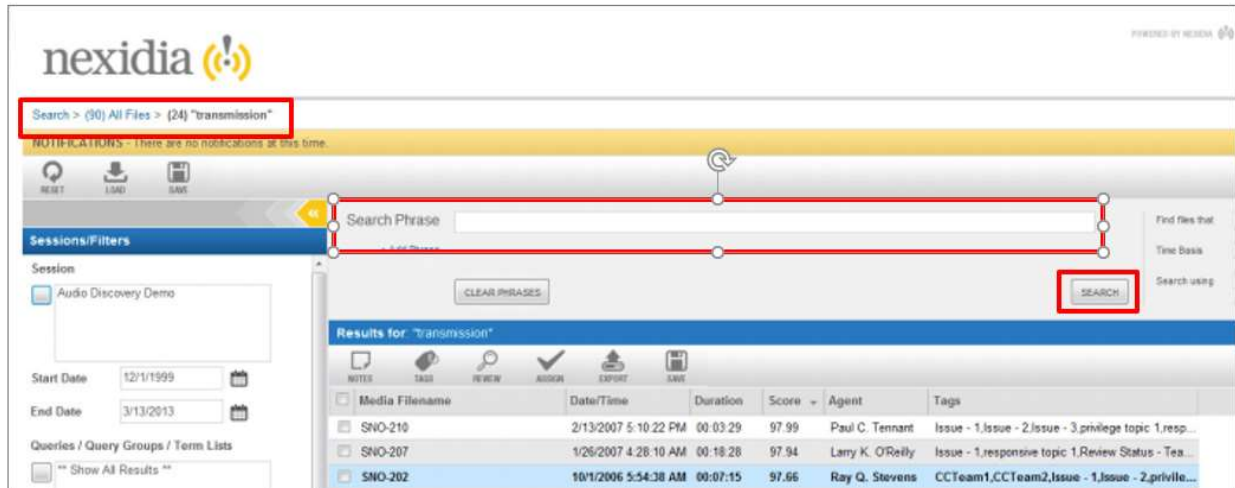 nexidia
POWERED BY NEXIDIA
Search > (90) All Files > (24) "transmission"
NOTIFICATIONS - There are no notifications at this time.
RESET LOAD SAVE
Search Phrase
+ Add Phrase
Find files that
Time Basis
Search using
CLEAR PHRASES
SEARCH
Sessions/Filters
Session
Audio Discovery Demo
Start Date 12/1/1999
End Date 3/13/2013
Queries / Query Groups / Term Lists
** Show All Results **
Results for: "transmission"
NOTES TAGS REVIEW ASSIGN EXPORT SAVE
Media Filename Date/Time Duration Score Agent Tags
SNO-210 2/13/2007 5:10:22 PM 00:03:29 97.99 Paul C. Tennant Issue - 1,Issue - 2,Issue - 3,privilege topic 1,resp...
SNO-207 1/26/2007 4:28:10 AM 00:18:28 97.94 Larry K. O'Reilly Issue - 1,responsive topic 1,Review Status - Tea...
SNO-202 10/1/2006 5:54:38 AM 00:07:15 97.66 Ray Q. Stevens CCTeam1,CCTeam2,Issue - 1,Issue - 2,privile...